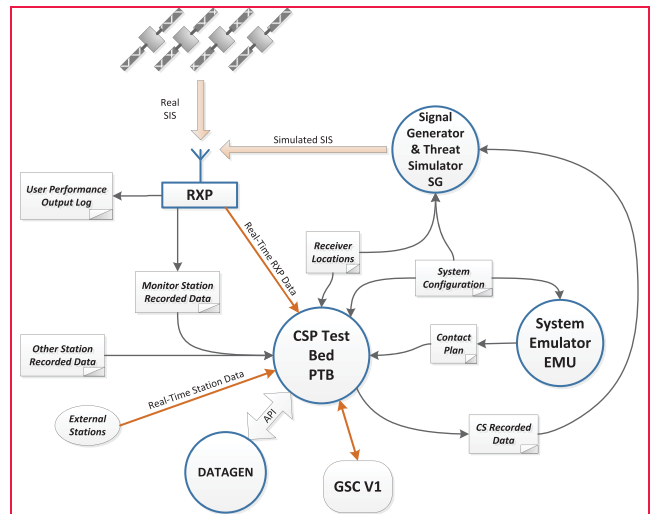 Real
SIS
Simulated SIS
Signal
Generator
& Threat
Simulator
SG
User Performance
Output Log
RXP
Real-Time RXP Data
Receiver
Locations
System
Configuration
Monitor Station
Recorded Data
CSP Test
Bed
PTB
Contact
Plan
System
Emulator
EMU
Other Station
Recorded Data
Real-Time Station Data
External
Stations
API
CS Recorded
Data
DATAGEN
GSC V1